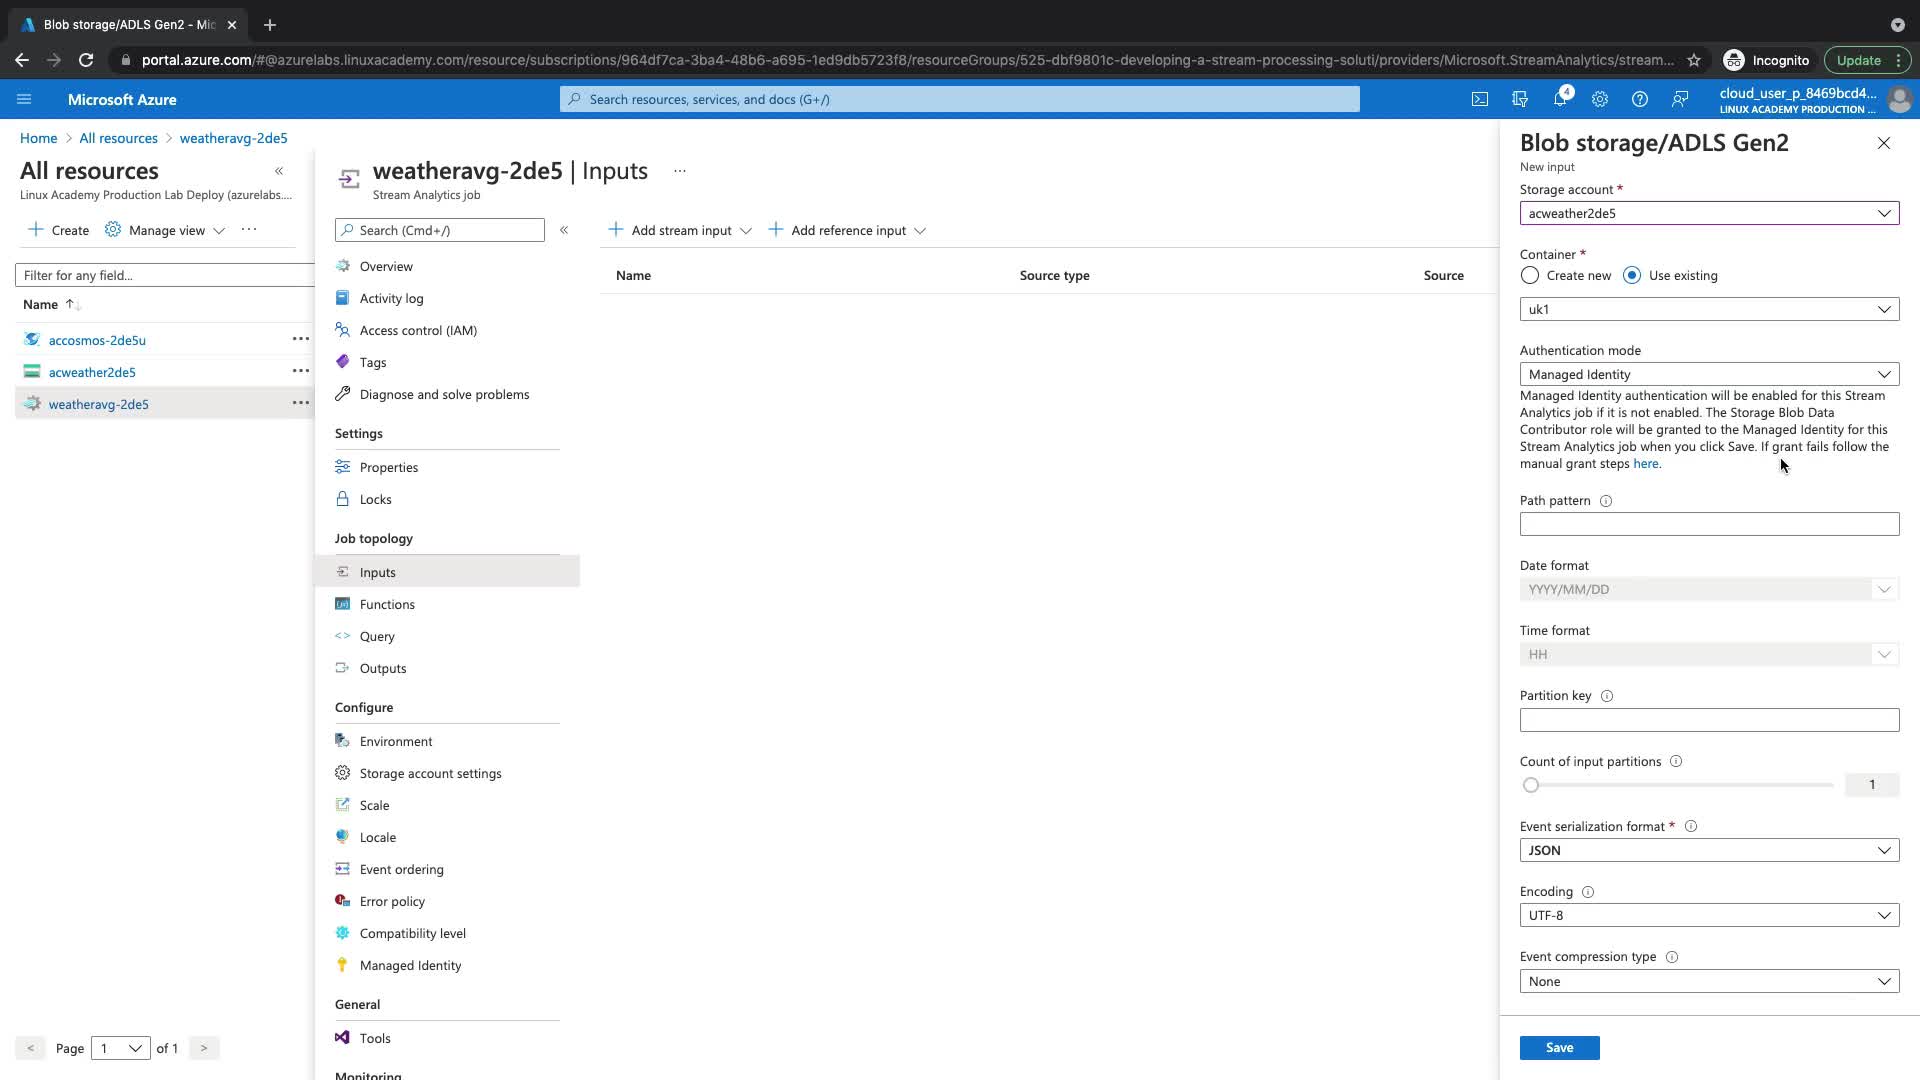 Blob storage/ADLS Gen2 - Mic
portal.azure.com/#@azurelabs.linuxacademy.com/resource/subscriptions/964df7ca-3ba4-48b6-a695-1ed9db5723f8/resourceGroups/525-dbf9801c-developing-a-stream-processing-soluti/providers/Microsoft.StreamAnalytics/stream...
Incognito
Update
Microsoft Azure
Search resources, services, and docs (G+/)
4
cloud_user_p_8469bcd4...
LINUX ACADEMY PRODUCTION ...
Home > All resources > weatheravg-2de5
All resources
Linux Academy Production Lab Deploy (azurelabs....
Create
Manage view
...
Filter for any field...
Name
accosmos-2de5u
acweather2de5
weatheravg-2de5
< Page 1 of 1 >
weatheravg-2de5 | Inputs
...
Stream Analytics job
Search (Cmd+/)
Overview
Activity log
Access control (IAM)
Tags
Diagnose and solve problems
Settings
Properties
Locks
Job topology
Inputs
Functions
Query
Outputs
Configure
Environment
Storage account settings
Scale
Locale
Event ordering
Error policy
Compatibility level
Managed Identity
General
Tools
Monitoring
Add stream input
Add reference input
Name
Source type
Source
Blob storage/ADLS Gen2
New input
Storage account *
acweather2de5
Container *
Create new
Use existing
uk1
Authentication mode
Managed Identity
Managed Identity authentication will be enabled for this Stream
Analytics job if it is not enabled. The Storage Blob Data
Contributor role will be granted to the Managed Identity for this
Stream Analytics job when you click Save. If grant fails follow the
manual grant steps here.
Path pattern
Date format
YYYY/MM/DD
Time format
HH
Partition key
Count of input partitions
1
Event serialization format *
JSON
Encoding
UTF-8
Event compression type
None
Save